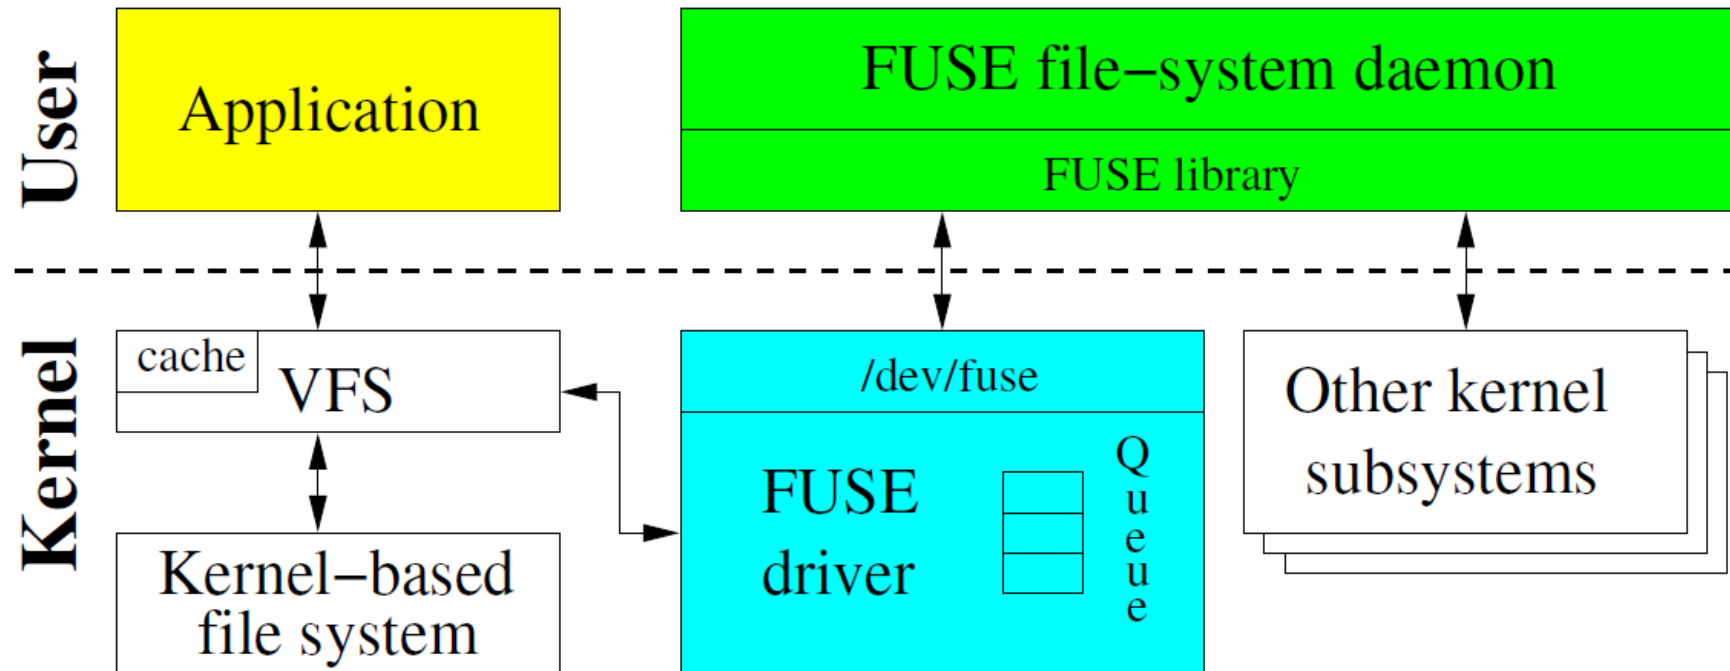 User
Application
FUSE file–system daemon
FUSE library
Kernel
cache
VFS
Kernel–based
file system
/dev/fuse
FUSE
driver
Queue
Other kernel
subsystems